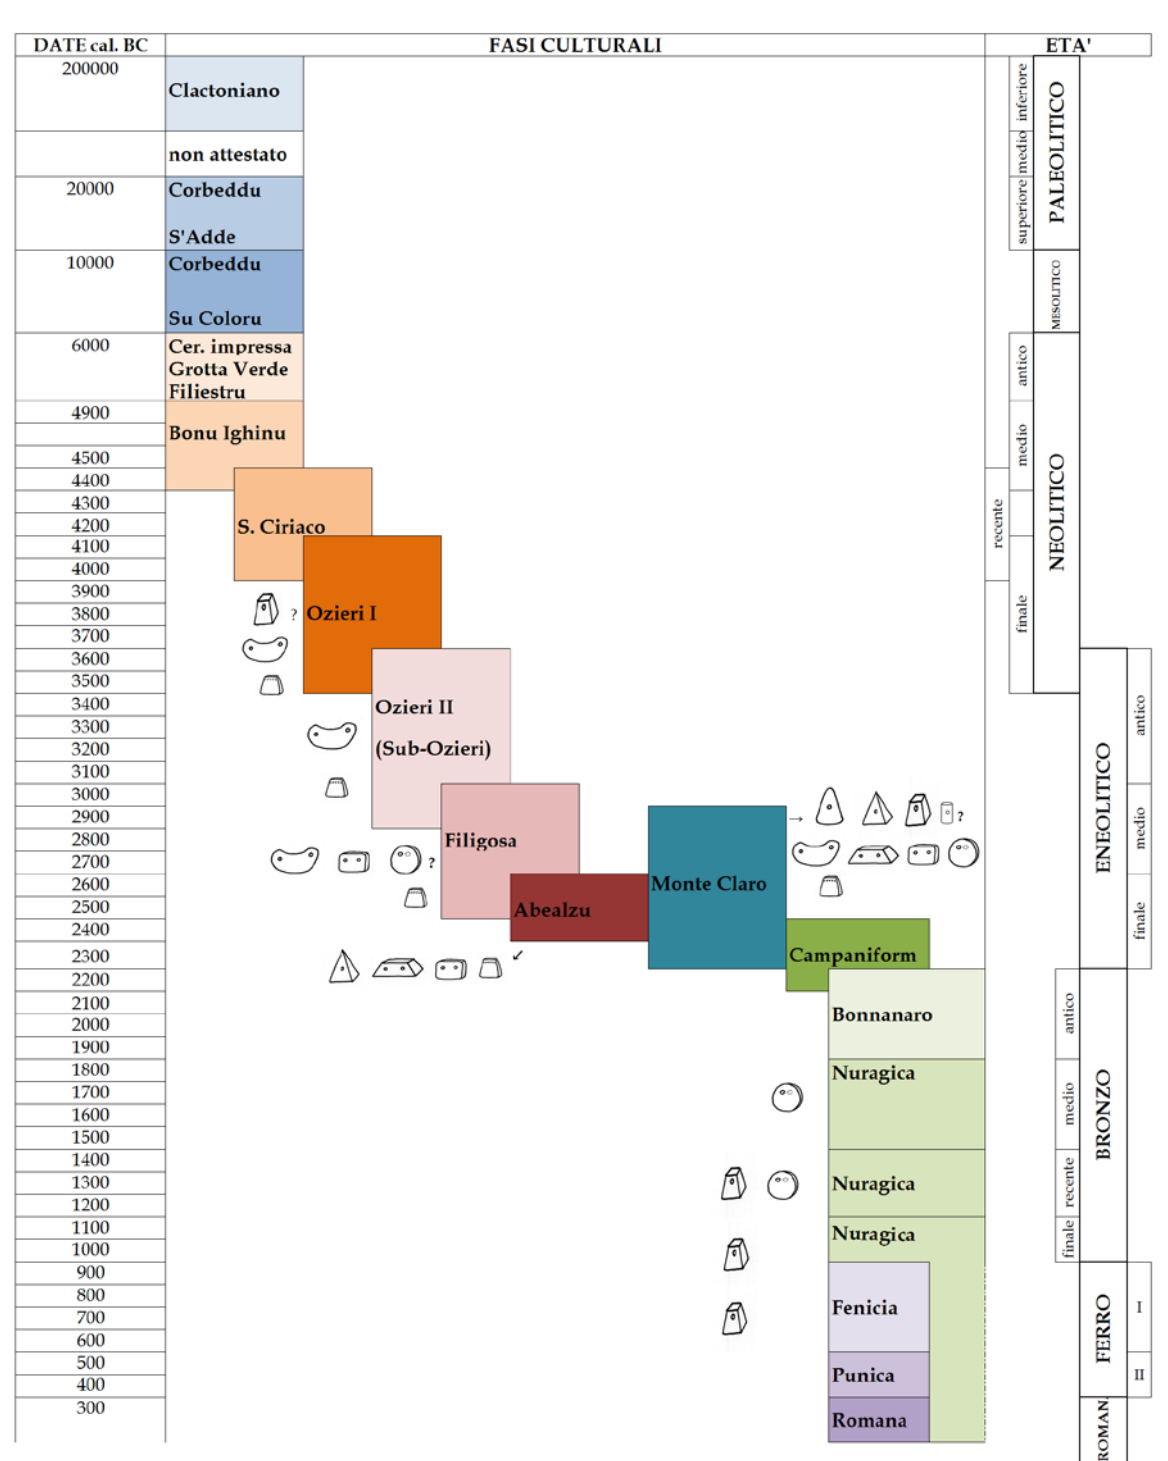 DATE cal. BC FASI CULTURALI ETA'
200000
Clactoniano
inferiore
PALEOLITICO
non attestato
medio
20000
Corbeddu
S'Adde
superiore
10000
Corbeddu
Su Coloru
MESOLITICO
6000
Cer. impressa
Grotta Verde
Filiestru
antico
NEOLITICO
4900
Bonu Ighinu
medio
4500
4400
4300
4200
S. Ciriaco
recente
4100
4000
3900
3800
? Ozieri I
finale
3700
3600
3500
3400
Ozieri II
antico
3300
3200
(Sub-Ozieri)
ENEOLITICO
3100
3000
2900
→ ?
2800
Filigosa
medio
2700
?
2600
Monte Claro
2500
Abealzu
2400
finale
2300
↙
Campaniform
2200
2100
Bonnanaro
antico
2000
1900
1800
Nuragica
BRONZO
1700
medio
1600
1500
1400
1300
Nuragica
recente
1200
1100
Nuragica
finale
1000
900
800
Fenicia
I
FERRO
700
600
500
Punica
II
400
300
Romana
ROMAN